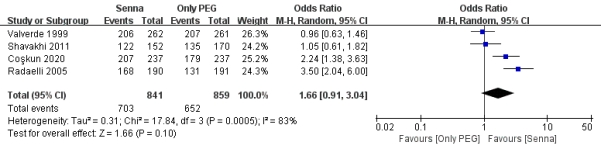 Senna Only PEG Odds Ratio Odds Ratio
Study or Subgroup Events Total Events Total Weight M-H, Random, 95% CI M-H, Random, 95% CI
Valverde 1999 206 262 207 261 26.3% 0.96 [0.63, 1.46]
Shavakhi 2011 122 152 135 170 23.9% 1.05 [0.61, 1.82]
Coşkun 2020 207 237 179 237 25.2% 2.24 [1.38, 3.63]
Radaelli 2005 168 190 131 191 24.5% 3.50 [2.04, 6.00]
Total (95% CI) 841 859 100.0% 1.66 [0.91, 3.04]
Total events 703 652
Heterogeneity: Tau² = 0.31; Chi² = 17.84, df = 3 (P = 0.0005); I² = 83%
Test for overall effect: Z = 1.66 (P = 0.10)
0.02 0.1 1 10 50
Favours [Only PEG] Favours [Senna]